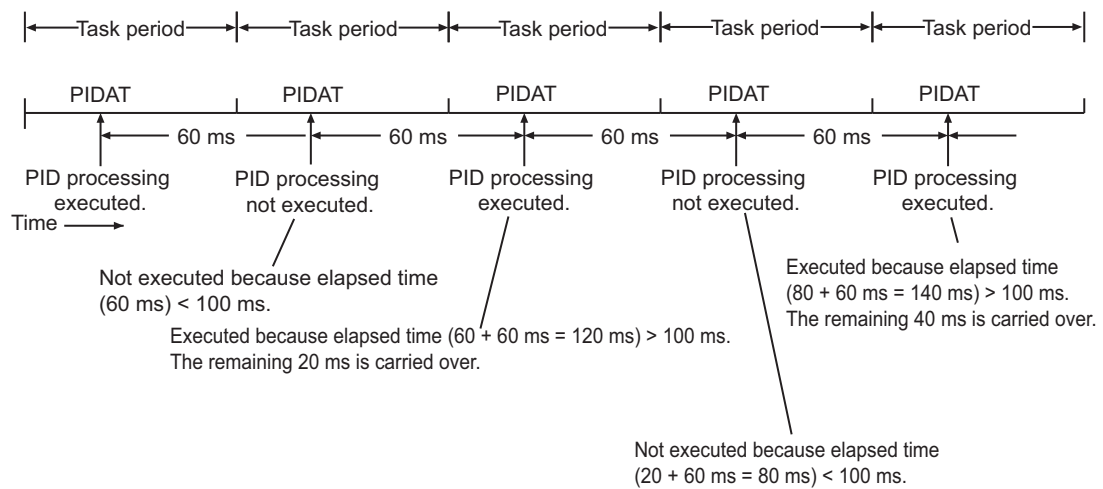 Task period Task period Task period Task period Task period
PIDAT PIDAT PIDAT PIDAT PIDAT
60 ms 60 ms 60 ms 60 ms
PID processing
executed.
PID processing
not executed.
PID processing
executed.
PID processing
not executed.
PID processing
executed.
Time
Not executed because elapsed time
(60 ms) < 100 ms.
Executed because elapsed time (60 + 60 ms = 120 ms) > 100 ms.
The remaining 20 ms is carried over.
Executed because elapsed time
(80 + 60 ms = 140 ms) > 100 ms.
The remaining 40 ms is carried over.
Not executed because elapsed time
(20 + 60 ms = 80 ms) < 100 ms.